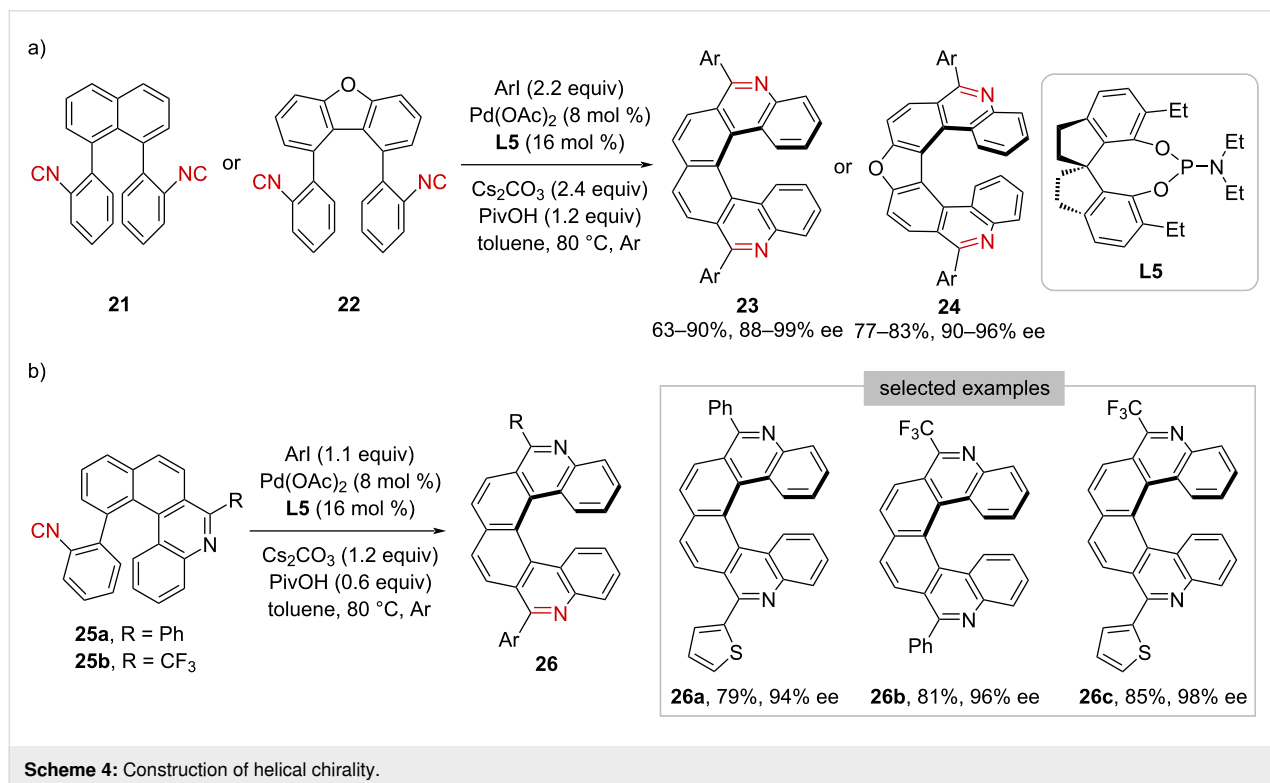 a)
CN
NC
21
or
O
CN
NC
22
ArI (2.2 equiv)
Pd(OAc)2 (8 mol %)
L5 (16 mol %)
Cs2CO3 (2.4 equiv)
PivOH (1.2 equiv)
toluene, 80 °C, Ar
Ar
N
N
Ar
23
63–90%, 88–99% ee
or
Ar
N
O
N
Ar
24
77–83%, 90–96% ee
Et
O
P
N
Et
Et
O
Et
L5
b)
CN
R
N
25a, R = Ph
25b, R = CF3
ArI (1.1 equiv)
Pd(OAc)2 (8 mol %)
L5 (16 mol %)
Cs2CO3 (1.2 equiv)
PivOH (0.6 equiv)
toluene, 80 °C, Ar
R
N
N
Ar
26
selected examples
Ph
N
N
S
26a, 79%, 94% ee
F3C
N
N
Ph
26b, 81%, 96% ee
F3C
N
N
S
26c, 85%, 98% ee
Scheme 4: Construction of helical chirality.